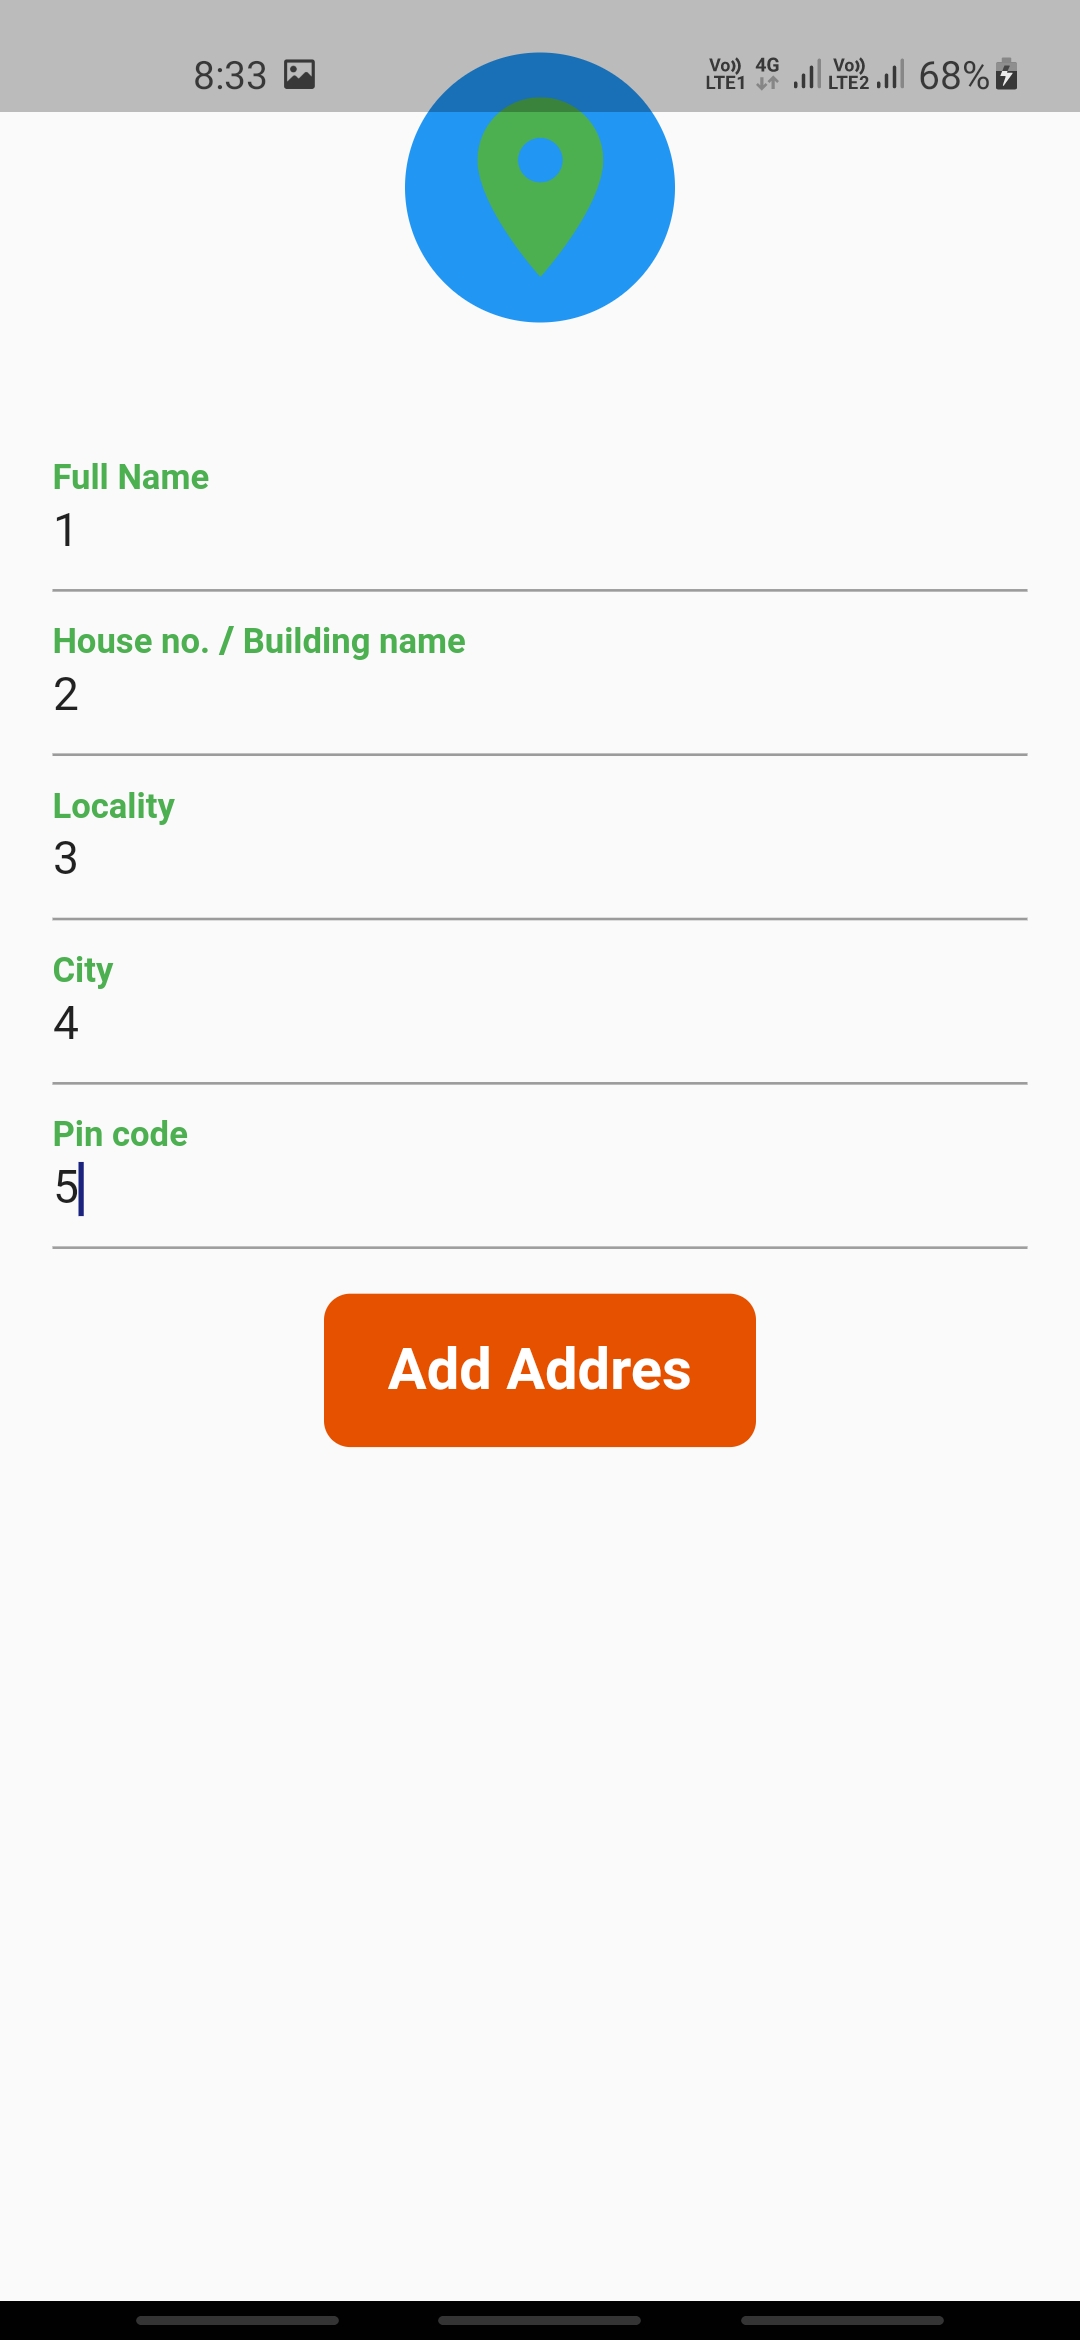 8:33 Vo)) LTE1 4G Vo)) LTE2 68%
Full Name
1
House no. / Building name
2
Locality
3
City
4
Pin code
5
Add Addres